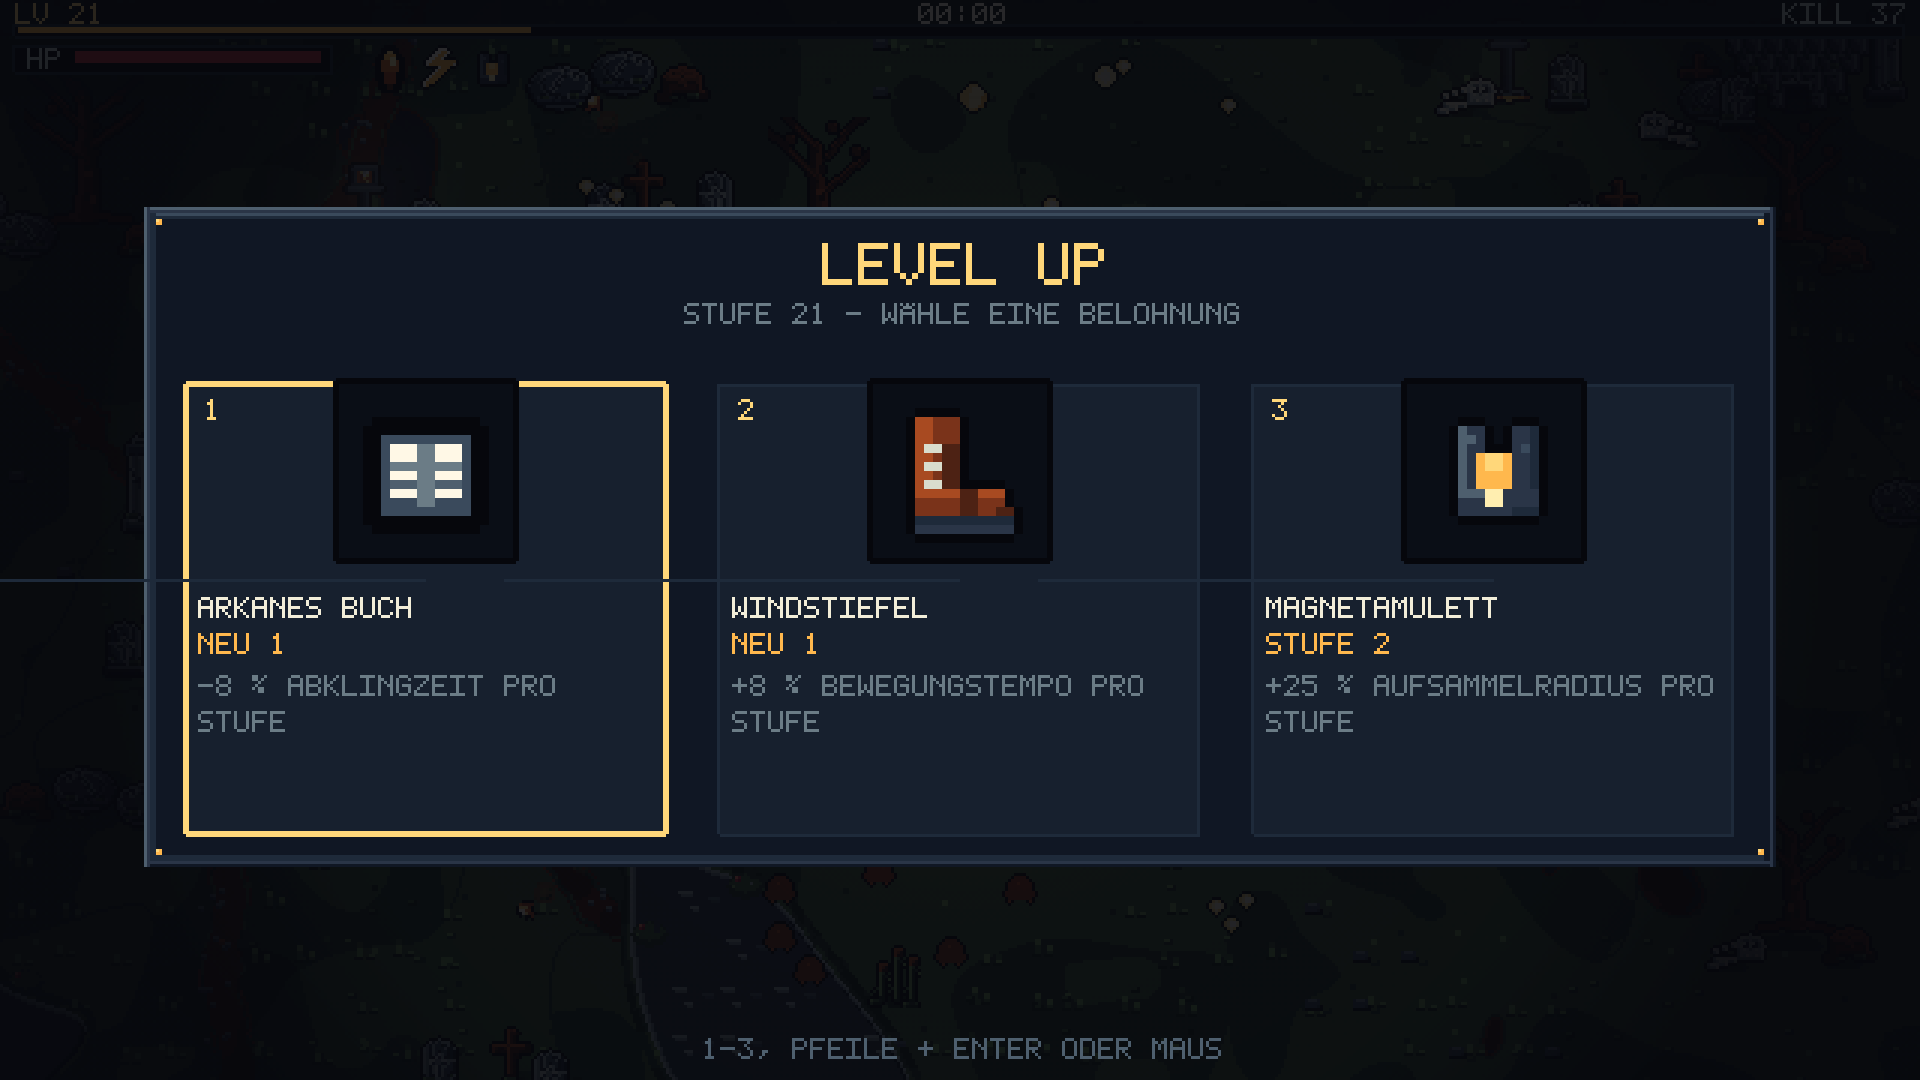 LV 21
00:00
KILL 37
HP
LEVEL UP
STUFE 21 - WÄHLE EINE BELOHNUNG
1
ARKANES BUCH
NEU 1
-8 % ABKLINGZEIT PRO
STUFE
2
WINDSTIEFEL
NEU 1
+8 % BEWEGUNGSTEMPO PRO
STUFE
3
MAGNETAMULETT
STUFE 2
+25 % AUFSAMMELRADIUS PRO
STUFE
1-3, PFEILE + ENTER ODER MAUS